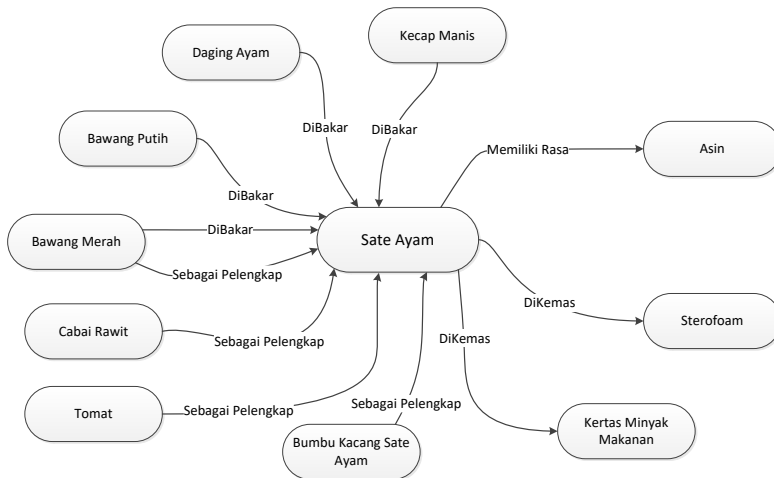 Kecap Manis
Daging Ayam
DiBakar
DiBakar
Bawang Putih
Memiliki Rasa
Asin
DiBakar
Bawang Merah
DiBakar
Sate Ayam
Sebagai Pelengkap
DiKemas
Sterofoam
Cabai Rawit
Sebagai Pelengkap
DiKemas
Tomat
Sebagai Pelengkap
Sebagai Pelengkap
Kertas Minyak
Makanan
Bumbu Kacang Sate
Ayam